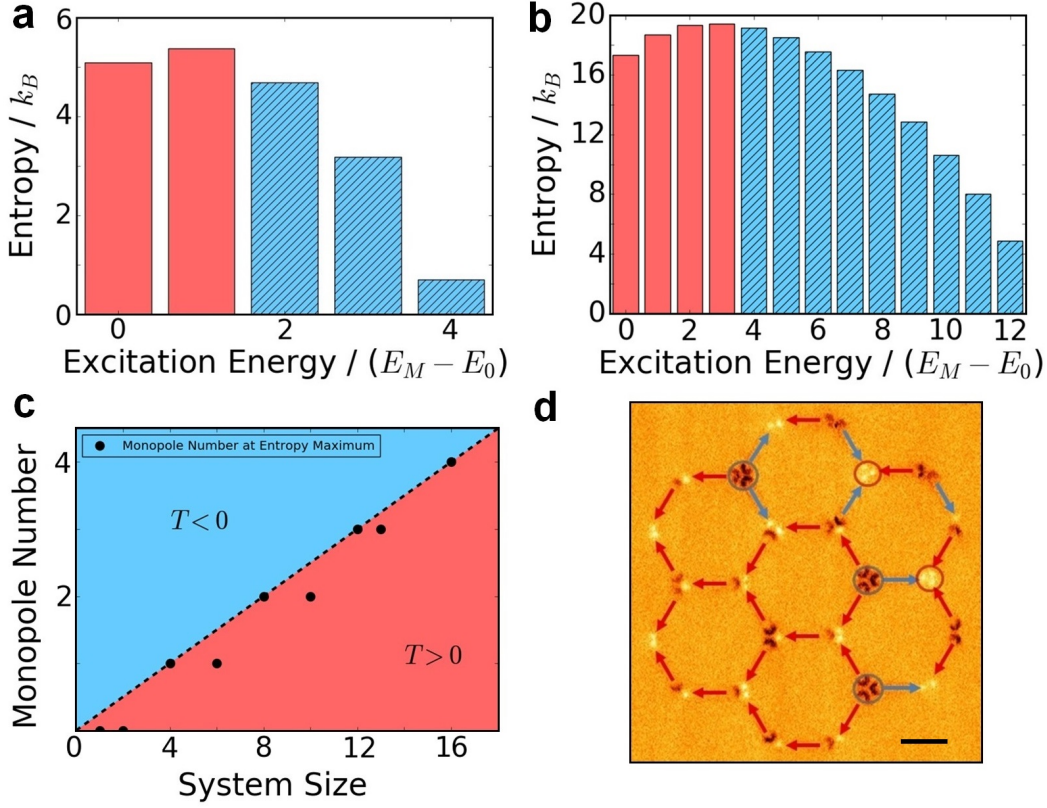 a
6
4
2
0
Entropy / k_B
0 2 4
Excitation Energy / (E_M − E_0)
b
20
16
12
8
4
0
Entropy / k_B
0 2 4 6 8 10 12
Excitation Energy / (E_M − E_0)
c
Monopole Number at Entropy Maximum
4
2
Monopole Number
T < 0
T > 0
0 4 8 12 16
System Size
d